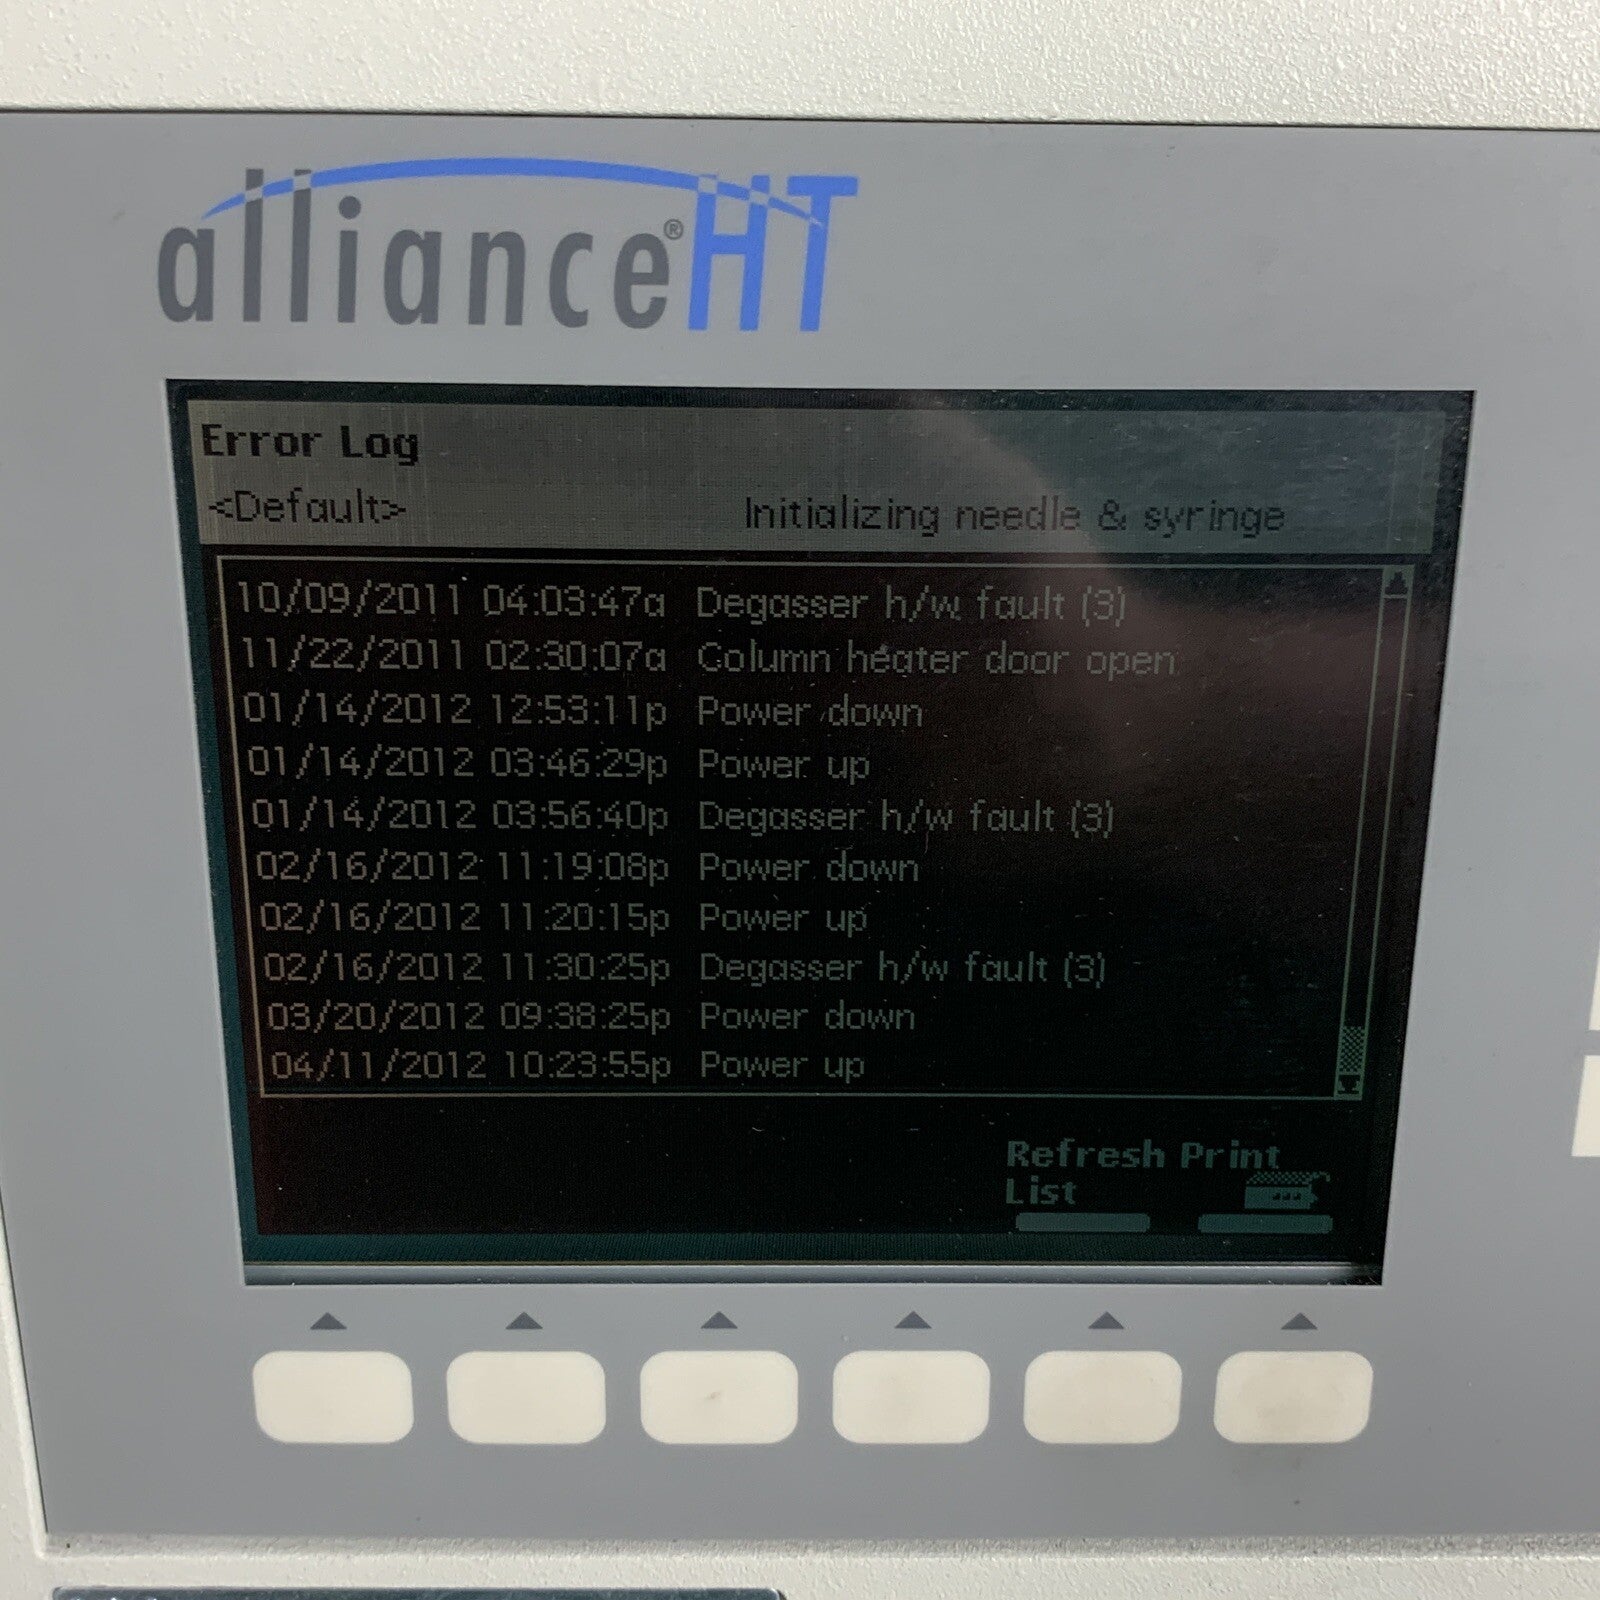 alliance® HT
Error Log
<Default> Initializing needle & syringe
10/09/2011 04:03:47a Degasser h/w fault (3)
11/22/2011 02:30:07a Column heater door open
01/14/2012 12:53:11p Power down
01/14/2012 03:46:29p Power up
01/14/2012 03:56:40p Degasser h/w fault (3)
02/16/2012 11:19:08p Power down
02/16/2012 11:20:15p Power up
02/16/2012 11:30:25p Degasser h/w fault (3)
03/20/2012 09:38:25p Power down
04/11/2012 10:23:55p Power up
Refresh Print
List